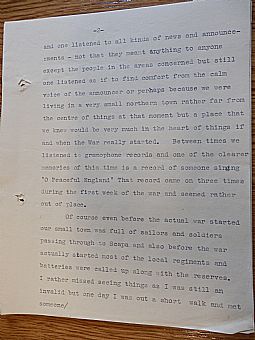 -2-
and one listened to all kinds of news and announce-
ments - not that they meant anything to anyone
except the people in the areas concerned but still
one listened as if to find comfort from the calm
voice of the announcer or perhaps because we were
living in a very small northern town rather far from
the centre of things at that moment but a place that
we knew would be very much in the heart of things if
and when the War really started. Between times we
listened to gramophone records and one of the clearer
memories of this time is a record of someone singing
"O Peaceful England" That record came on three times
during the first week of the war and seemed rather
out of place.
Of course even before the actual war started
our small town was full of sailors and soldiers
passing through to Scapa and also before the war
actually started most of the local regiments and
batteries were called up along with the reserves.
I rather missed seeing things as I was still an
invalid but one day I was out a short walk and met
someone/